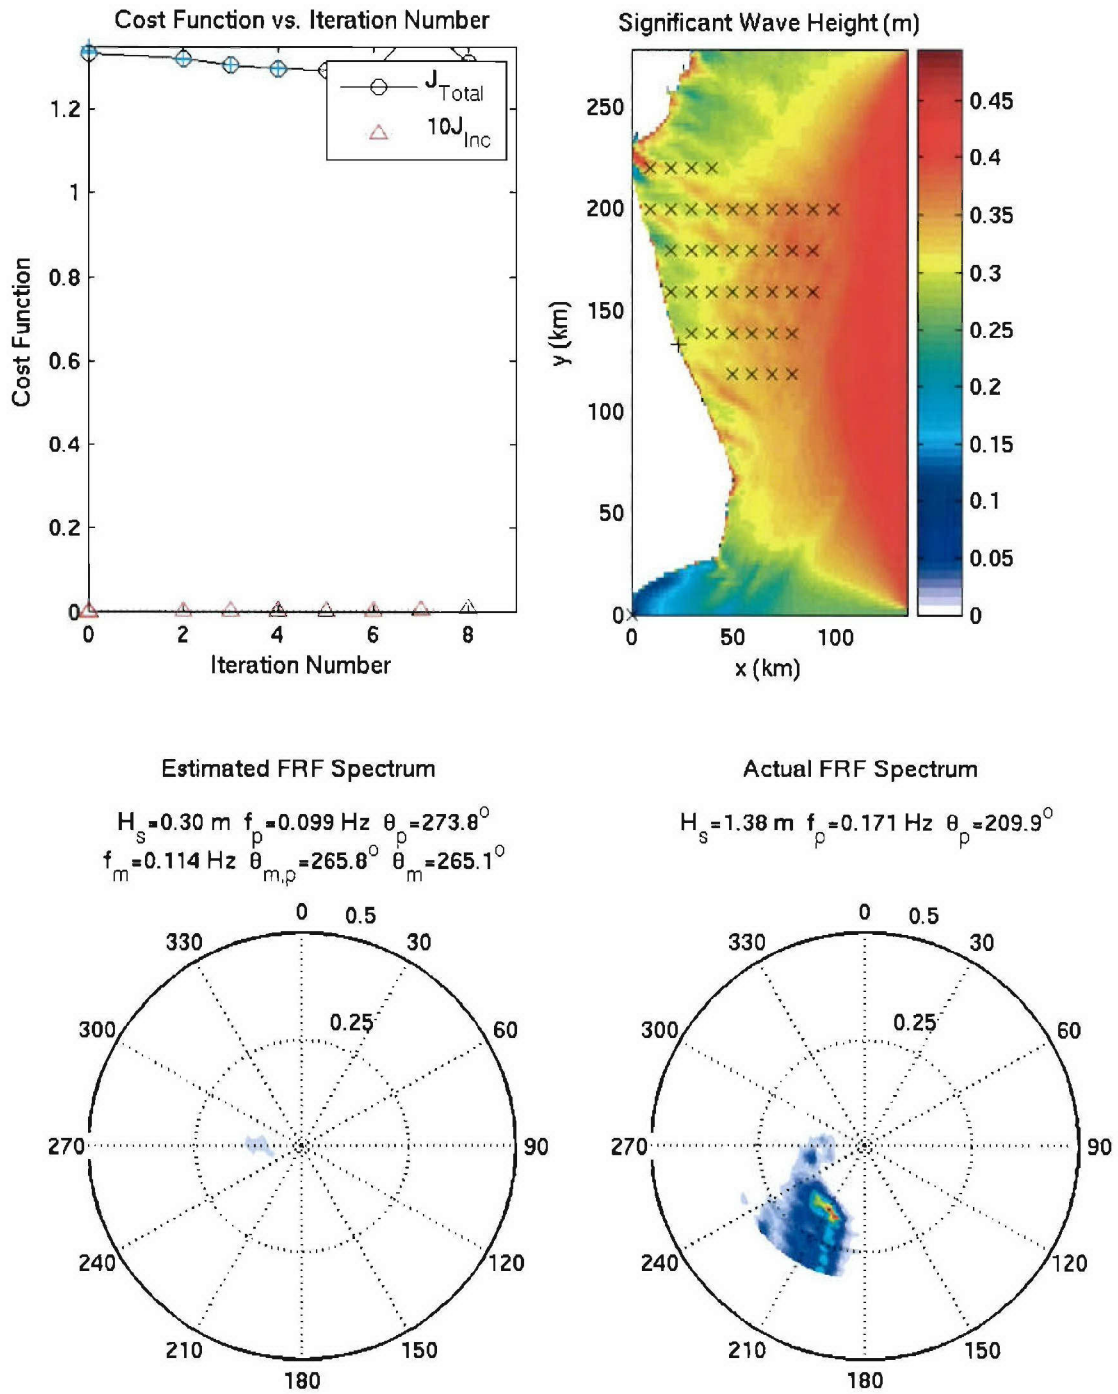 Cost Function vs. Iteration Number
1.2
1
0.8
0.6
0.4
0.2
0
Cost Function
0 2 4 6 8
Iteration Number
J_Total
10J_Inc
Significant Wave Height (m)
250
200
150
100
50
0
y (km)
0 50 100
x (km)
0.45
0.4
0.35
0.3
0.25
0.2
0.15
0.1
0.05
0
Estimated FRF Spectrum
H_s=0.30 m f_p=0.099 Hz θ_p=273.8°
f_m=0.114 Hz θ_m,p=265.8° θ_m=265.1°
0 0.5
330 30
300 0.25 60
270 90
240 120
210 150
180
Actual FRF Spectrum
H_s=1.38 m f_p=0.171 Hz θ_p=209.9°
0 0.5
330 30
300 0.25 60
270 90
240 120
210 150
180